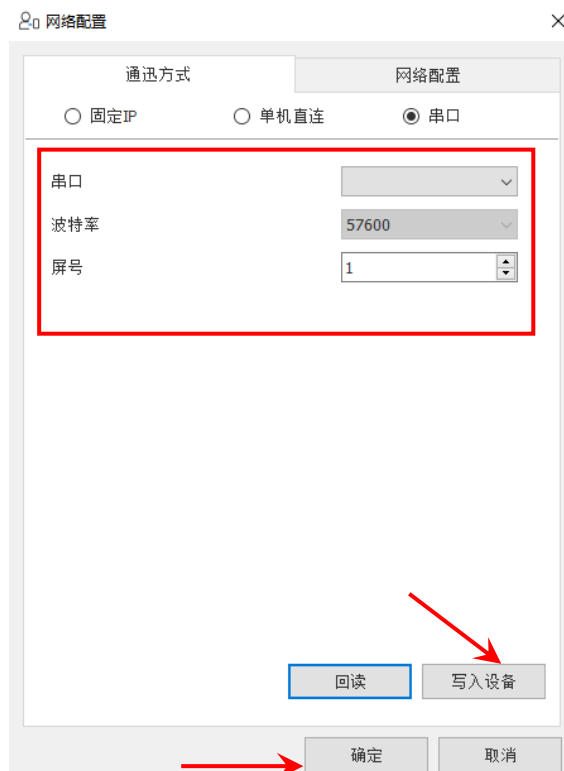 网络配置
通讯方式 网络配置
固定IP 单机直连 串口
串口
波特率 57600
屏号 1
回读 写入设备
确定 取消